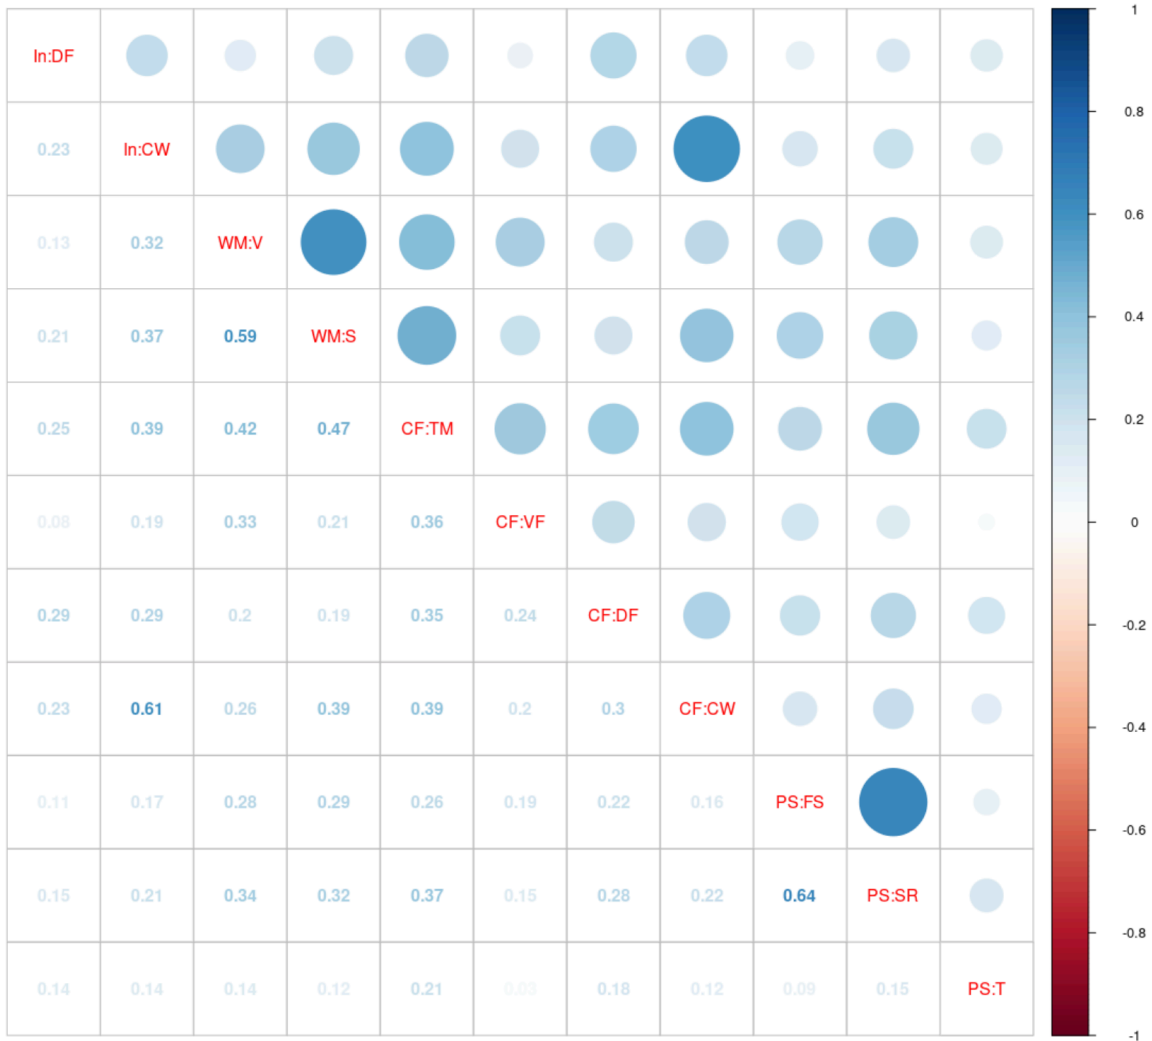 In:DF
0.23 In:CW
0.13 0.32 WM:V
0.21 0.37 0.59 WM:S
0.25 0.39 0.42 0.47 CF:TM
0.08 0.19 0.33 0.21 0.36 CF:VF
0.29 0.29 0.2 0.19 0.35 0.24 CF:DF
0.23 0.61 0.26 0.39 0.39 0.2 0.3 CF:CW
0.11 0.17 0.28 0.29 0.26 0.19 0.22 0.16 PS:FS
0.15 0.21 0.34 0.32 0.37 0.15 0.28 0.22 0.64 PS:SR
0.14 0.14 0.14 0.12 0.21 0.03 0.18 0.12 0.09 0.15 PS:T
1
0.8
0.6
0.4
0.2
0
-0.2
-0.4
-0.6
-0.8
-1